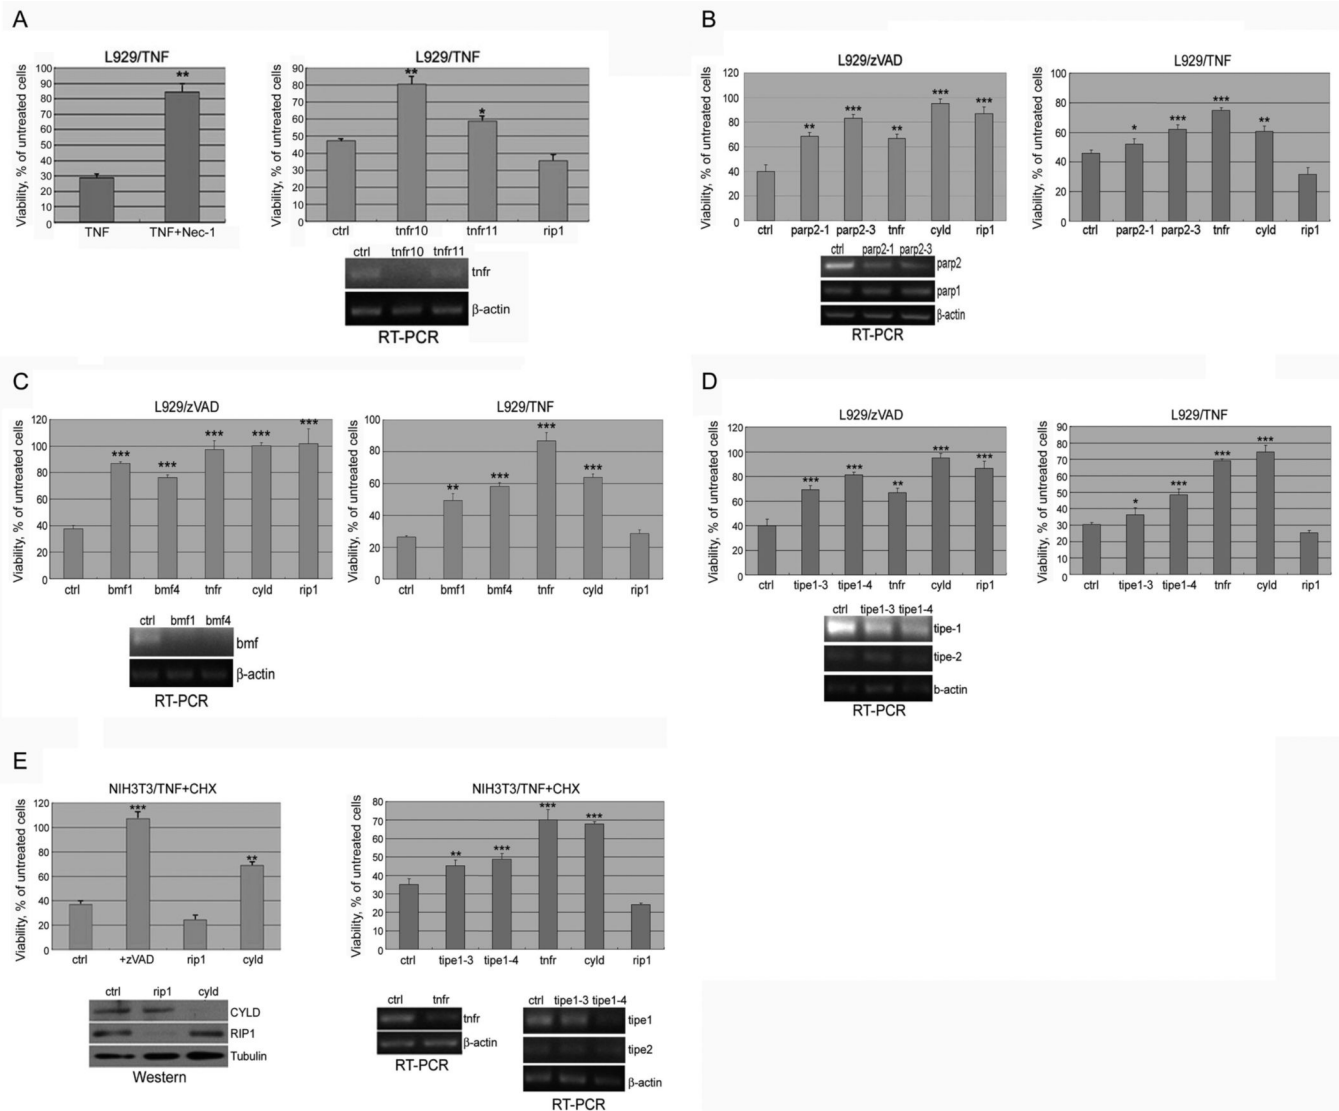 A
L929/TNF
Viability, % of untreated cells
100
90
80
70
60
50
40
30
20
10
0
**
TNF TNF+Nec-1
L929/TNF
Viability, % of untreated cells
90
80
70
60
50
40
30
20
10
0
** *
ctrl tnfr10 tnfr11 rip1
ctrl tnfr10 tnfr11
tnfr
β-actin
RT-PCR
B
L929/zVAD
Viability, % of untreated cells
120
100
80
60
40
20
0
** *** ** *** ***
ctrl parp2-1 parp2-3 tnfr cyld rip1
ctrl parp2-1 parp2-3
parp2
parp1
β-actin
RT-PCR
L929/TNF
Viability, % of untreated cells
100
80
60
40
20
0
* *** *** **
ctrl parp2-1 parp2-3 tnfr cyld rip1
C
L929/zVAD
Viability, % of untreated cells
120
100
80
60
40
20
0
*** *** *** *** ***
ctrl bmf1 bmf4 tnfr cyld rip1
ctrl bmf1 bmf4
bmf
β-actin
RT-PCR
L929/TNF
Viability, % of untreated cells
100
80
60
40
20
0
** *** *** ***
ctrl bmf1 bmf4 tnfr cyld rip1
D
L929/zVAD
Viability, % of untreated cells
120
100
80
60
40
20
0
*** *** ** *** ***
ctrl tipe1-3 tipe1-4 tnfr cyld rip1
ctrl tipe1-3 tipe1-4
tipe-1
tipe-2
b-actin
RT-PCR
L929/TNF
Viability, % of untreated cells
90
80
70
60
50
40
30
20
10
0
* *** *** ***
ctrl tipe1-3 tipe1-4 tnfr cyld rip1
E
NIH3T3/TNF+CHX
Viability, % of untreated cells
120
100
80
60
40
20
0
*** **
ctrl +zVAD rip1 cyld
ctrl rip1 cyld
CYLD
RIP1
Tubulin
Western
NIH3T3/TNF+CHX
Viability, % of untreated cells
80
70
60
50
40
30
20
10
0
** *** *** ***
ctrl tipe1-3 tipe1-4 tnfr cyld rip1
ctrl tnfr
tnfr
β-actin
RT-PCR
ctrl tipe1-3 tipe1-4
tipe1
tipe2
β-actin
RT-PCR